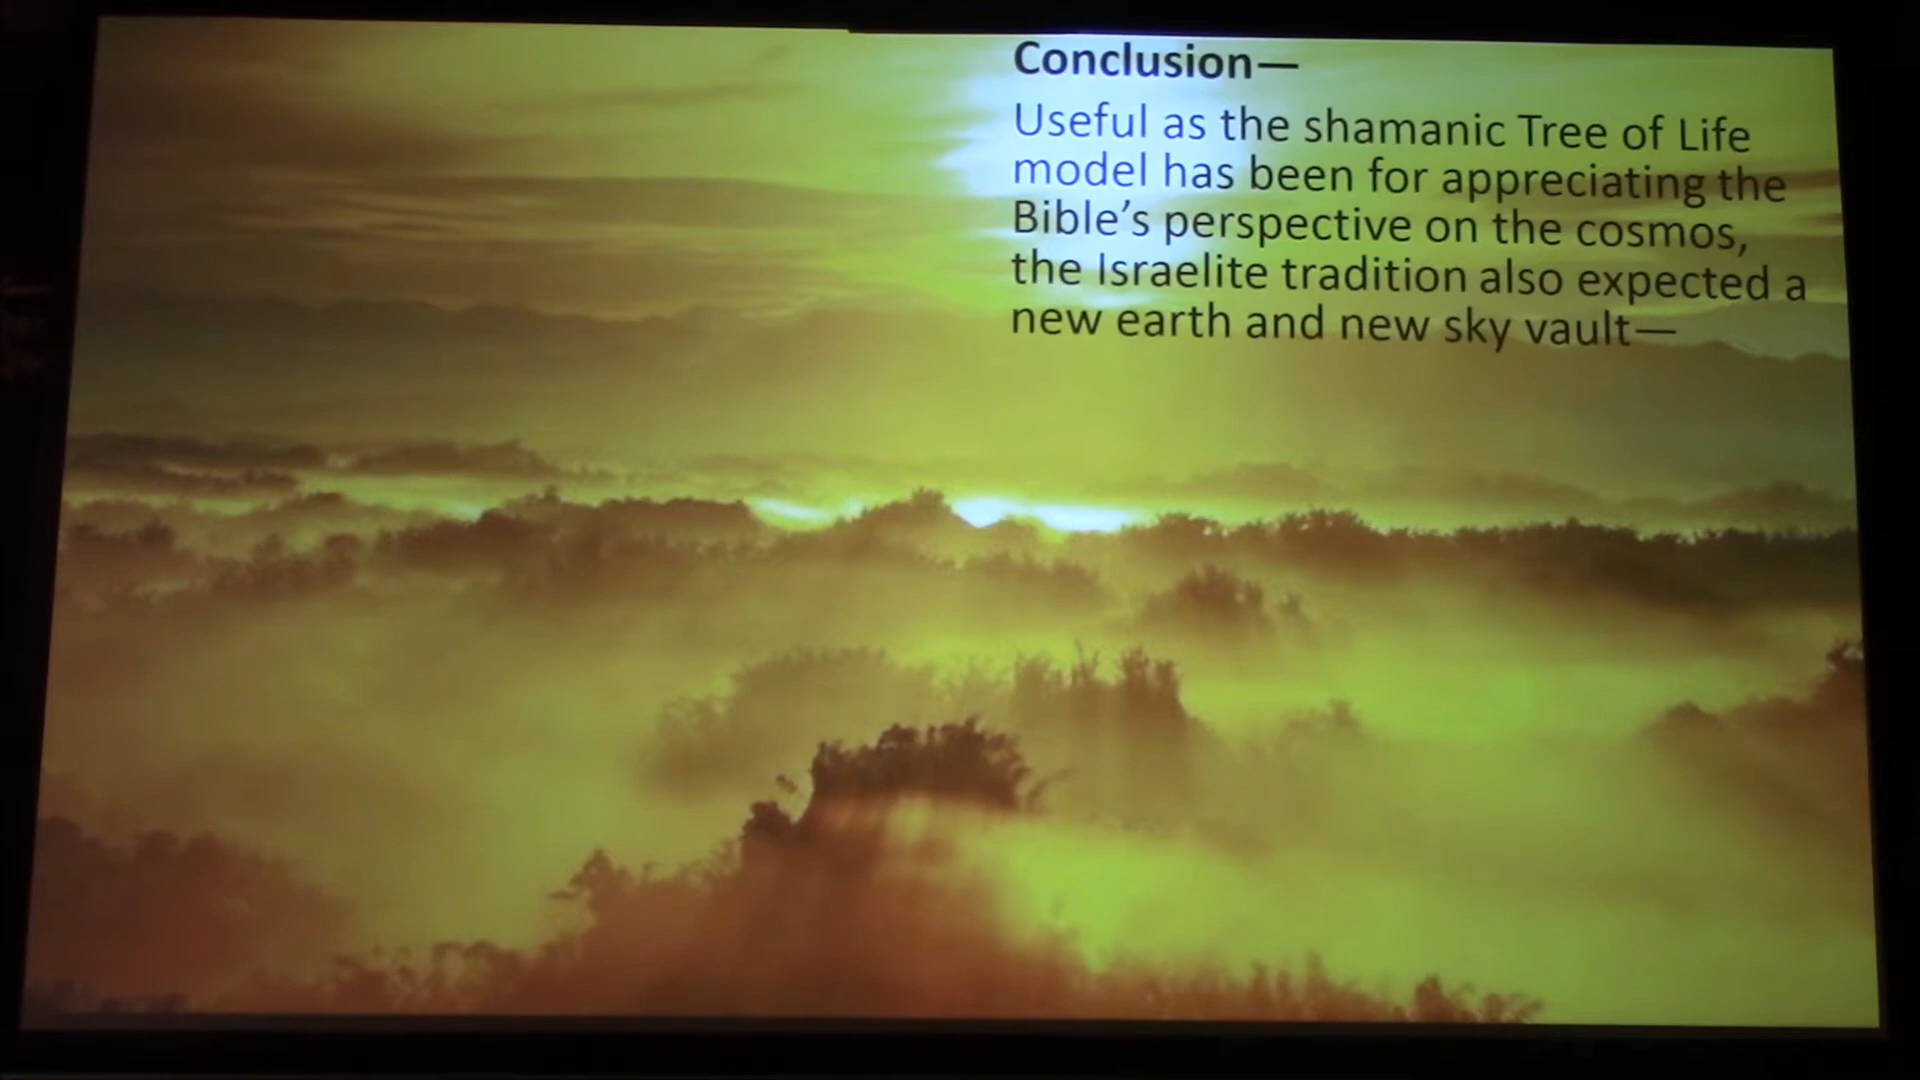 Conclusion—
Useful as the shamanic Tree of Life
model has been for appreciating the
Bible's perspective on the cosmos,
the Israelite tradition also expected a
new earth and new sky vault—